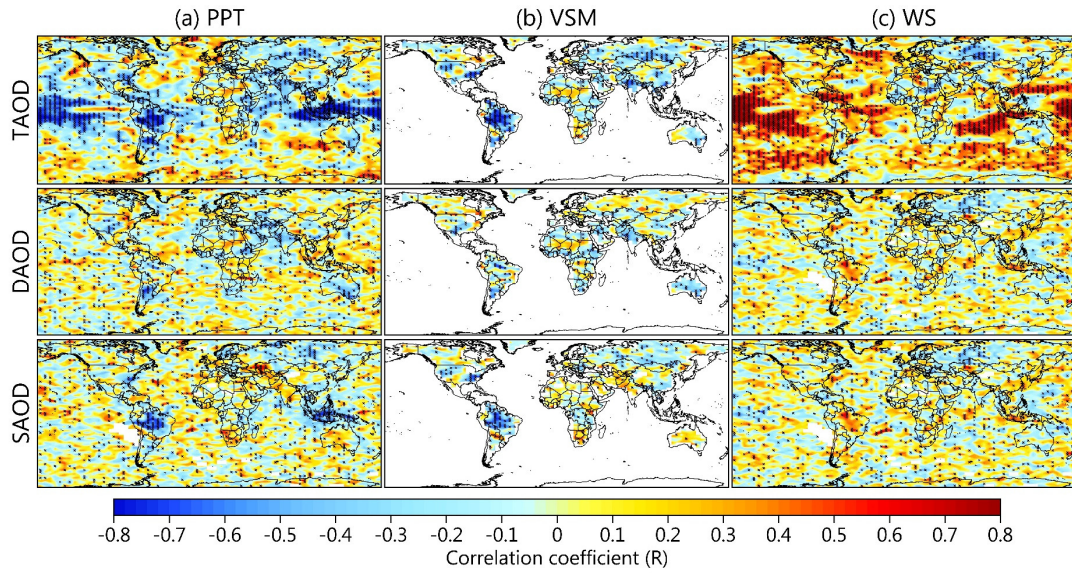 (a) PPT (b) VSM (c) WS
TAOD
DAOD
SAOD
-0.8 -0.7 -0.6 -0.5 -0.4 -0.3 -0.2 -0.1 0 0.1 0.2 0.3 0.4 0.5 0.6 0.7 0.8
Correlation coefficient (R)